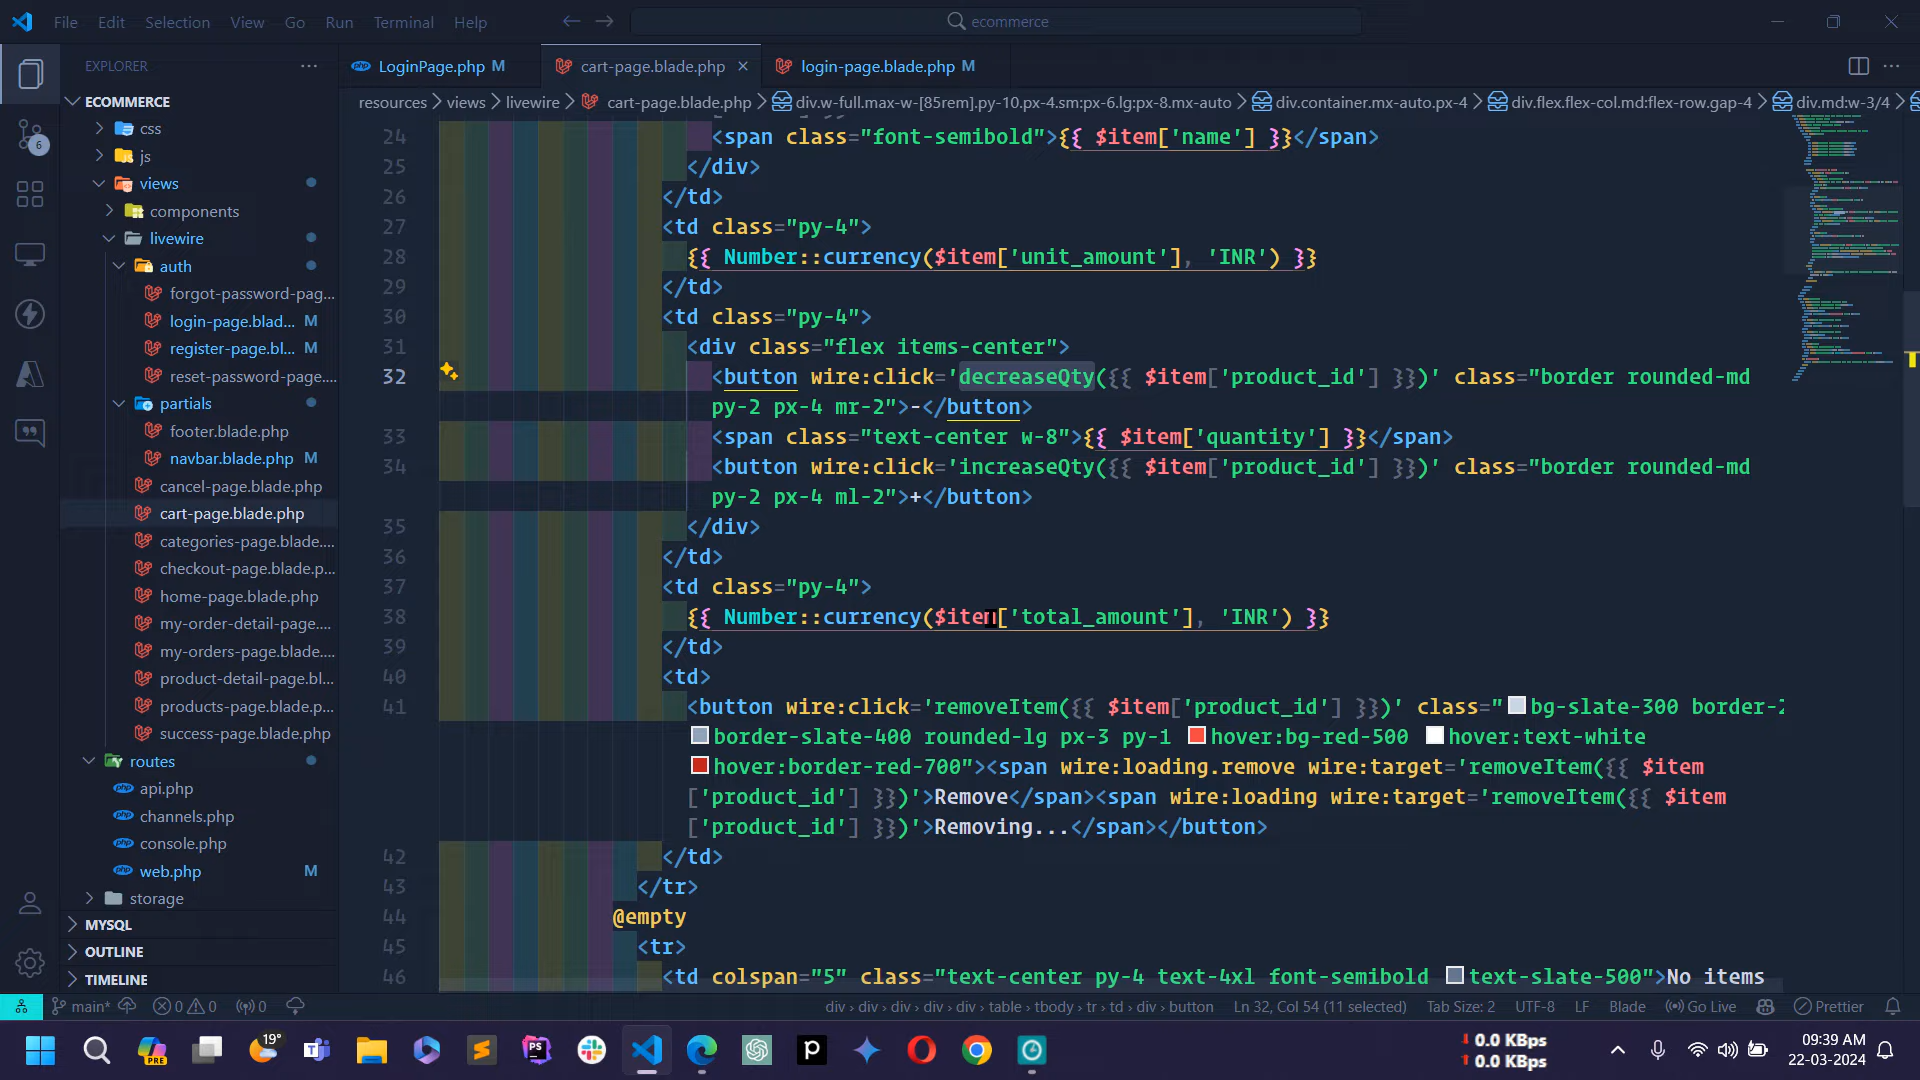 File Edit Selection View Go Run Terminal Help
ecommerce
EXPLORER
LoginPage.php M
cart-page.blade.php
login-page.blade.php M
resources > views > livewire > cart-page.blade.php > div.w-full.max-w-[85rem].py-10.px-4.sm:px-6.lg:px-8.mx-auto > div.container.mx-auto.px-4 > div.flex.flex-col.md:flex-row.gap-4 > div.md:w-3/4 >
ECOMMERCE
css
js
views
components
livewire
auth
forgot-password-pag...
login-page.blad... M
register-page.bl... M
reset-password-page....
partials
footer.blade.php
navbar.blade.php M
cancel-page.blade.php
cart-page.blade.php
categories-page.blade....
checkout-page.blade.p...
home-page.blade.php
my-order-detail-page....
my-orders-page.blade....
product-detail-page.bl...
products-page.blade.p...
success-page.blade.php
routes
api.php
channels.php
console.php
web.php M
storage
MYSQL
OUTLINE
TIMELINE
6
24 <span class="font-semibold">{{ $item['name'] }}</span>
25 </div>
26 </td>
27 <td class="py-4">
28 {{ Number::currency($item['unit_amount'], 'INR') }}
29 </td>
30 <td class="py-4">
31 <div class="flex items-center">
32 <button wire:click='decreaseQty({{ $item['product_id'] }})' class="border rounded-md
py-2 px-4 mr-2">-</button>
33 <span class="text-center w-8">{{ $item['quantity'] }}</span>
34 <button wire:click='increaseQty({{ $item['product_id'] }})' class="border rounded-md
py-2 px-4 ml-2">+</button>
35 </div>
36 </td>
37 <td class="py-4">
38 {{ Number::currency($item['total_amount'], 'INR') }}
39 </td>
40 <td>
41 <button wire:click='removeItem({{ $item['product_id'] }})' class="bg-slate-300 border-2
border-slate-400 rounded-lg px-3 py-1 hover:bg-red-500 hover:text-white
hover:border-red-700"><span wire:loading.remove wire:target='removeItem({{ $item
['product_id'] }})'>Remove</span><span wire:loading wire:target='removeItem({{ $item
['product_id'] }})'>Removing...</span></button>
42 </td>
43 </tr>
44 @empty
45 <tr>
46 <td colspan="5" class="text-center py-4 text-4xl font-semibold text-slate-500">No items
main* 0 0 0 div > div > div > div > div > table > tbody > tr > td > div > button Ln 32, Col 54 (11 selected) Tab Size: 2 UTF-8 LF Blade Go Live Prettier
19°
PRE
PS
0.0 KBps
0.0 KBps
09:39 AM
22-03-2024